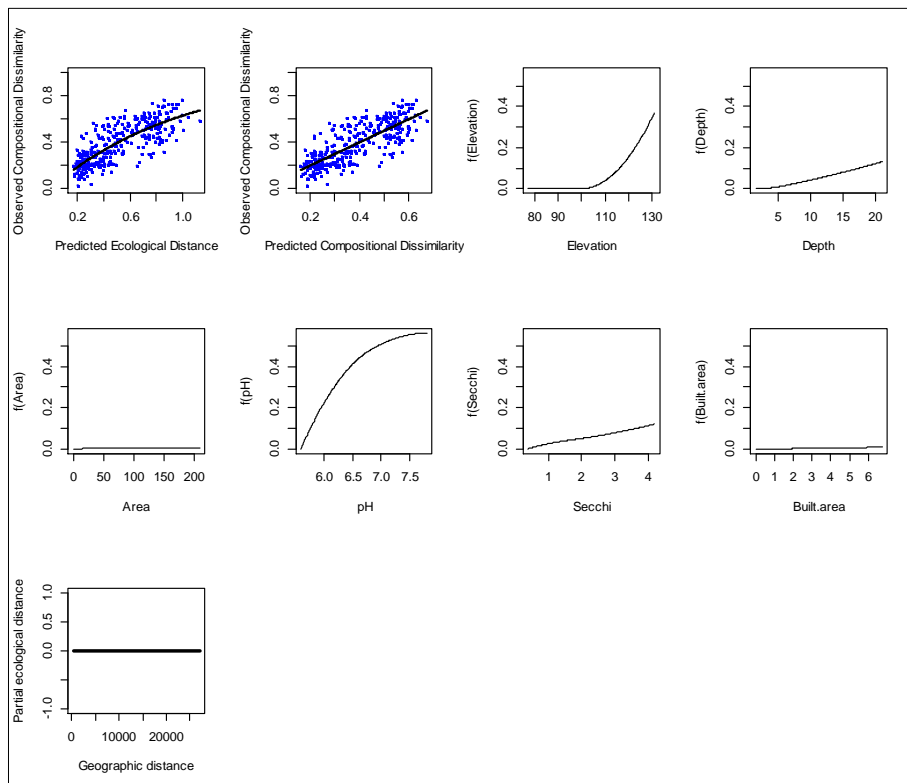 Observed Compositional Dissimilarity
0.0 0.4 0.8
0.2 0.6 1.0
Predicted Ecological Distance
Observed Compositional Dissimilarity
0.0 0.4 0.8
0.2 0.4 0.6
Predicted Compositional Dissimilarity
f(Elevation)
0.0 0.2 0.4
80 90 110 130
Elevation
f(Depth)
0.0 0.2 0.4
5 10 15 20
Depth
f(Area)
0.0 0.2 0.4
0 50 100 150 200
Area
f(pH)
0.0 0.2 0.4
6.0 6.5 7.0 7.5
pH
f(Secchi)
0.0 0.2 0.4
1 2 3 4
Secchi
f(Built.area)
0.0 0.2 0.4
0 1 2 3 4 5 6
Built.area
Partial ecological distance
-1.0 0.0 0.5 1.0
0 10000 20000
Geographic distance